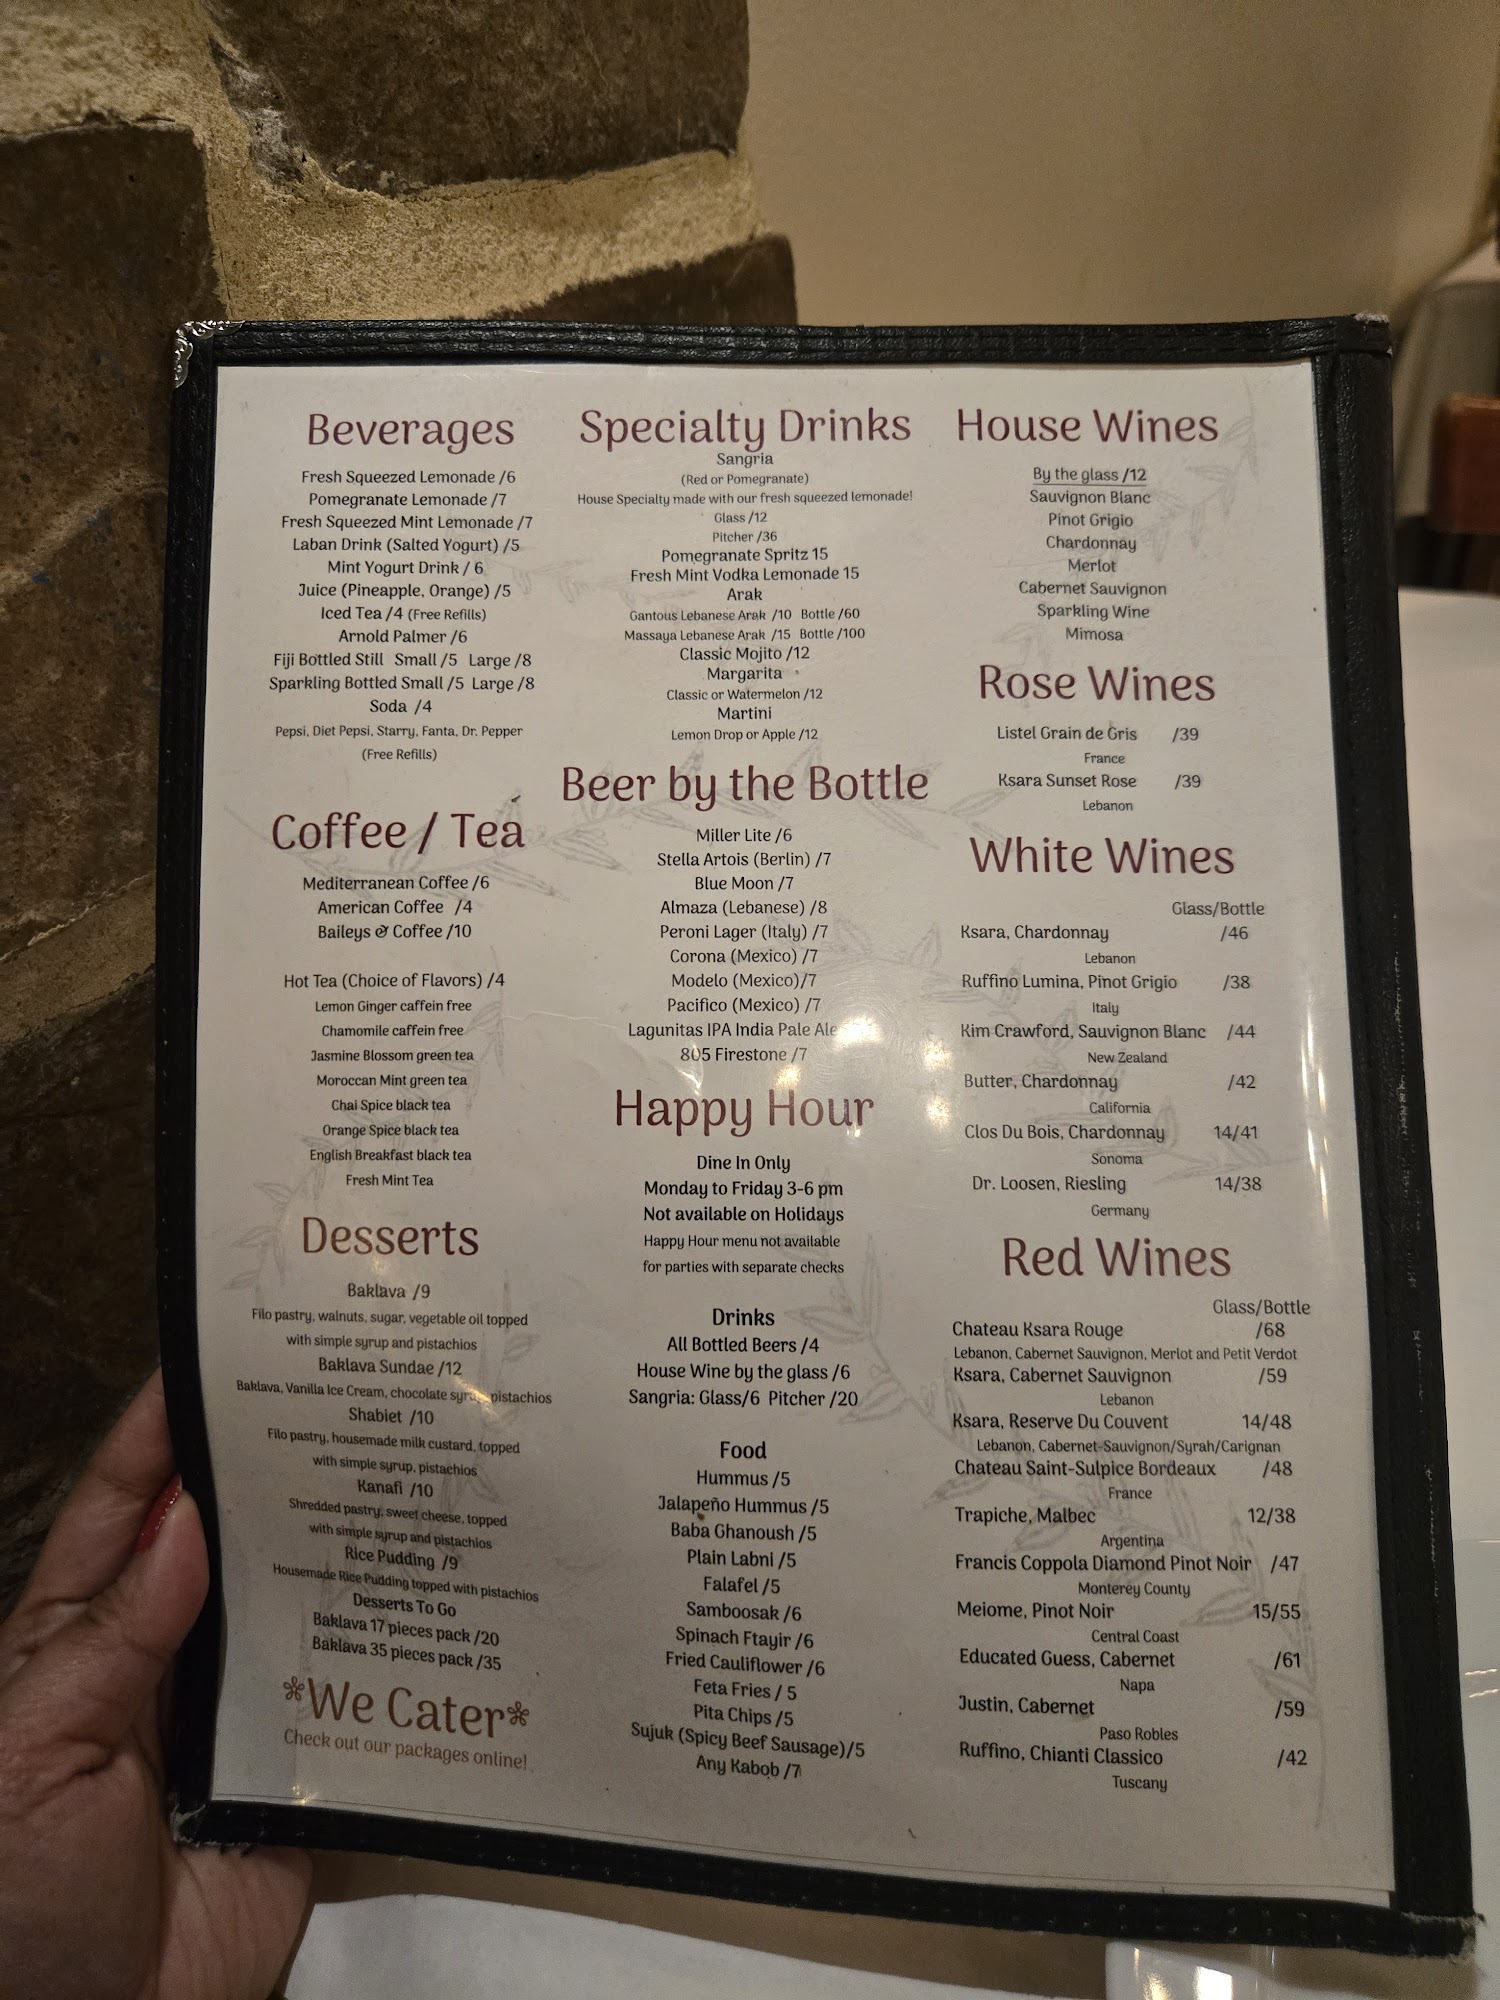 Beverages
Fresh Squeezed Lemonade /6
Pomegranate Lemonade /7
Fresh Squeezed Mint Lemonade /7
Laban Drink (Salted Yogurt) /5
Mint Yogurt Drink / 6
Juice (Pineapple, Orange) /5
Iced Tea /4 (Free Refills)
Arnold Palmer /6
Fiji Bottled Still Small /5 Large /8
Sparkling Bottled Small /5 Large /8
Soda /4
Pepsi, Diet Pepsi, Starry, Fanta, Dr. Pepper
(Free Refills)
Coffee / Tea
Mediterranean Coffee /6
American Coffee /4
Baileys & Coffee /10
Hot Tea (Choice of Flavors) /4
Lemon Ginger caffein free
Chamomile caffein free
Jasmine Blossom green tea
Moroccan Mint green tea
Chai Spice black tea
Orange Spice black tea
English Breakfast black tea
Fresh Mint Tea
Desserts
Baklava /9
Filo pastry, walnuts, sugar, vegetable oil topped
with simple syrup and pistachios
Baklava Sundae /12
Baklava, Vanilla Ice Cream, chocolate syrup, pistachios
Shabiet /10
Filo pastry, housemade milk custard, topped
with simple syrup, pistachios
Kanafi /10
Shredded pastry, sweet cheese, topped
with simple syrup and pistachios
Rice Pudding /9
Housemade Rice Pudding topped with pistachios
Desserts To Go
Baklava 17 pieces pack /20
Baklava 35 pieces pack /35
*We Cater*
Check out our packages online!
Specialty Drinks
Sangria
(Red or Pomegranate)
House Specialty made with our fresh squeezed lemonade!
Glass /12
Pitcher /36
Pomegranate Spritz 15
Fresh Mint Vodka Lemonade 15
Arak
Gantous Lebanese Arak /10 Bottle /60
Massaya Lebanese Arak /15 Bottle /100
Classic Mojito /12
Margarita
Classic or Watermelon /12
Martini
Lemon Drop or Apple /12
Beer by the Bottle
Miller Lite /6
Stella Artois (Berlin) /7
Blue Moon /7
Almaza (Lebanese) /8
Peroni Lager (Italy) /7
Corona (Mexico) /7
Modelo (Mexico)/7
Pacifico (Mexico) /7
Lagunitas IPA India Pale Ale
805 Firestone /7
Happy Hour
Dine In Only
Monday to Friday 3-6 pm
Not available on Holidays
Happy Hour menu not available
for parties with separate checks
Drinks
All Bottled Beers /4
House Wine by the glass /6
Sangria: Glass/6 Pitcher /20
Food
Hummus /5
Jalapeño Hummus /5
Baba Ghanoush /5
Plain Labni /5
Falafel /5
Samboosak /6
Spinach Ftayir /6
Fried Cauliflower /6
Feta Fries / 5
Pita Chips /5
Sujuk (Spicy Beef Sausage)/5
Any Kabob /7
House Wines
By the glass /12
Sauvignon Blanc
Pinot Grigio
Chardonnay
Merlot
Cabernet Sauvignon
Sparkling Wine
Mimosa
Rose Wines
Listel Grain de Gris /39
France
Ksara Sunset Rose /39
Lebanon
White Wines
Glass/Bottle
Ksara, Chardonnay /46
Lebanon
Ruffino Lumina, Pinot Grigio /38
Italy
Kim Crawford, Sauvignon Blanc /44
New Zealand
Butter, Chardonnay /42
California
Clos Du Bois, Chardonnay 14/41
Sonoma
Dr. Loosen, Riesling 14/38
Germany
Red Wines
Glass/Bottle
Chateau Ksara Rouge /68
Lebanon, Cabernet Sauvignon, Merlot and Petit Verdot
Ksara, Cabernet Sauvignon /59
Lebanon
Ksara, Reserve Du Couvent 14/48
Lebanon, Cabernet-Sauvignon/Syrah/Carignan
Chateau Saint-Sulpice Bordeaux /48
France
Trapiche, Malbec 12/38
Argentina
Francis Coppola Diamond Pinot Noir /47
Monterey County
Meiome, Pinot Noir 15/55
Central Coast
Educated Guess, Cabernet /61
Napa
Justin, Cabernet /59
Paso Robles
Ruffino, Chianti Classico /42
Tuscany